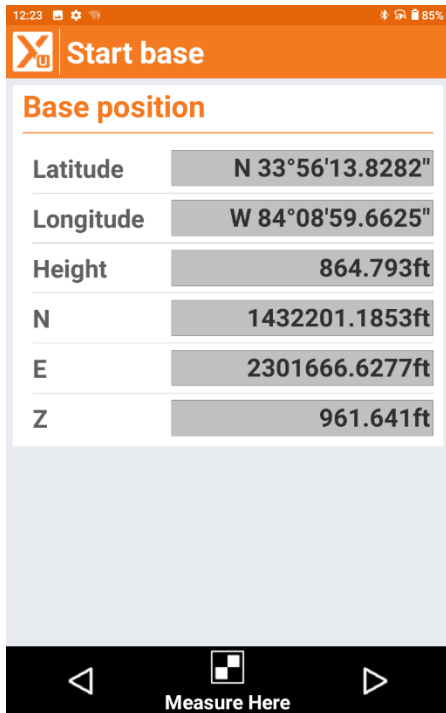 12:23 85%
Xu Start base
Base position
Latitude N 33°56'13.8282"
Longitude W 84°08'59.6625"
Height 864.793ft
N 1432201.1853ft
E 2301666.6277ft
Z 961.641ft
Measure Here